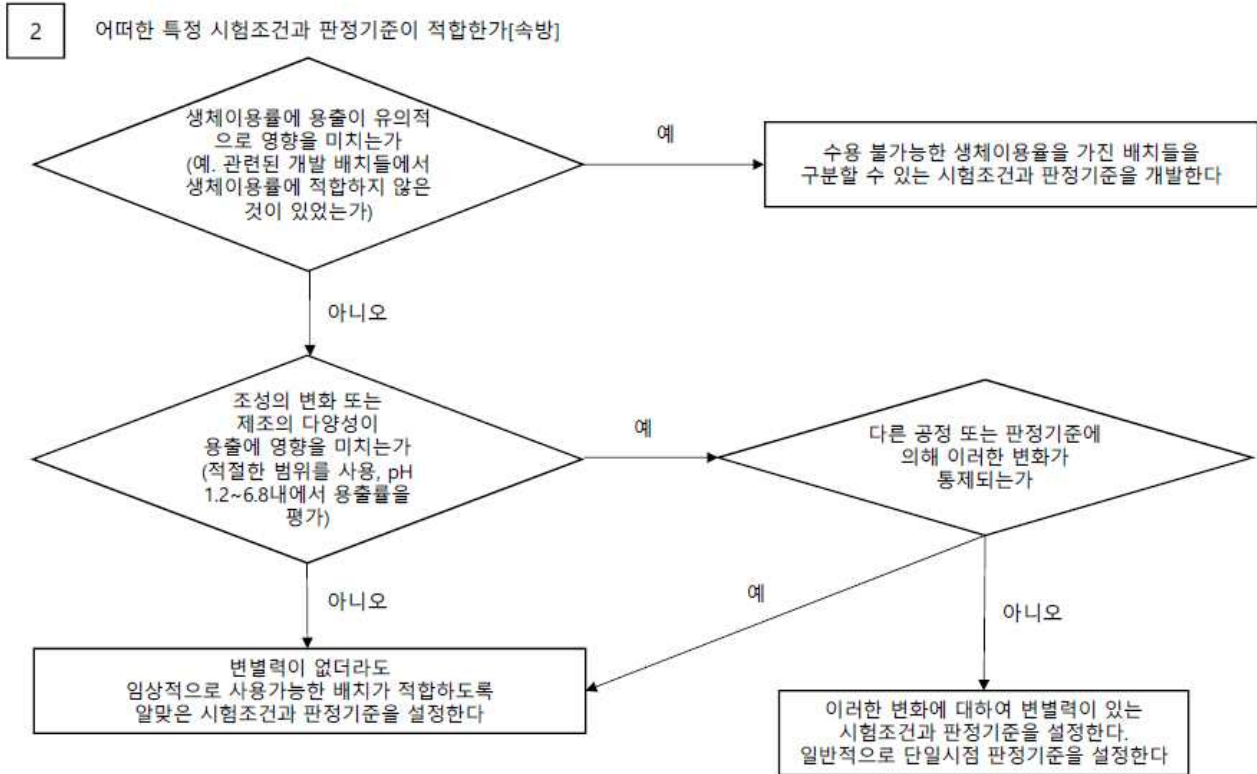 2
어떠한 특정 시험조건과 판정기준이 적합한가[속방]
생체이용률에 용출이 유의적
으로 영향을 미치는가
(예. 관련된 개발 배치들에서
생체이용률에 적합하지 않은
것이 있었는가)
예
수용 불가능한 생체이용율을 가진 배치들을
구분할 수 있는 시험조건과 판정기준을 개발한다
아니오
조성의 변화 또는
제조의 다양성이
용출에 영향을 미치는가
(적절한 범위를 사용, pH
1.2~6.8내에서 용출률을
평가)
예
다른 공정 또는 판정기준에
의해 이러한 변화가
통제되는가
아니오
예
아니오
변별력이 없더라도
임상적으로 사용가능한 배치가 적합하도록
알맞은 시험조건과 판정기준을 설정한다
이러한 변화에 대하여 변별력이 있는
시험조건과 판정기준을 설정한다.
일반적으로 단일시점 판정기준을 설정한다